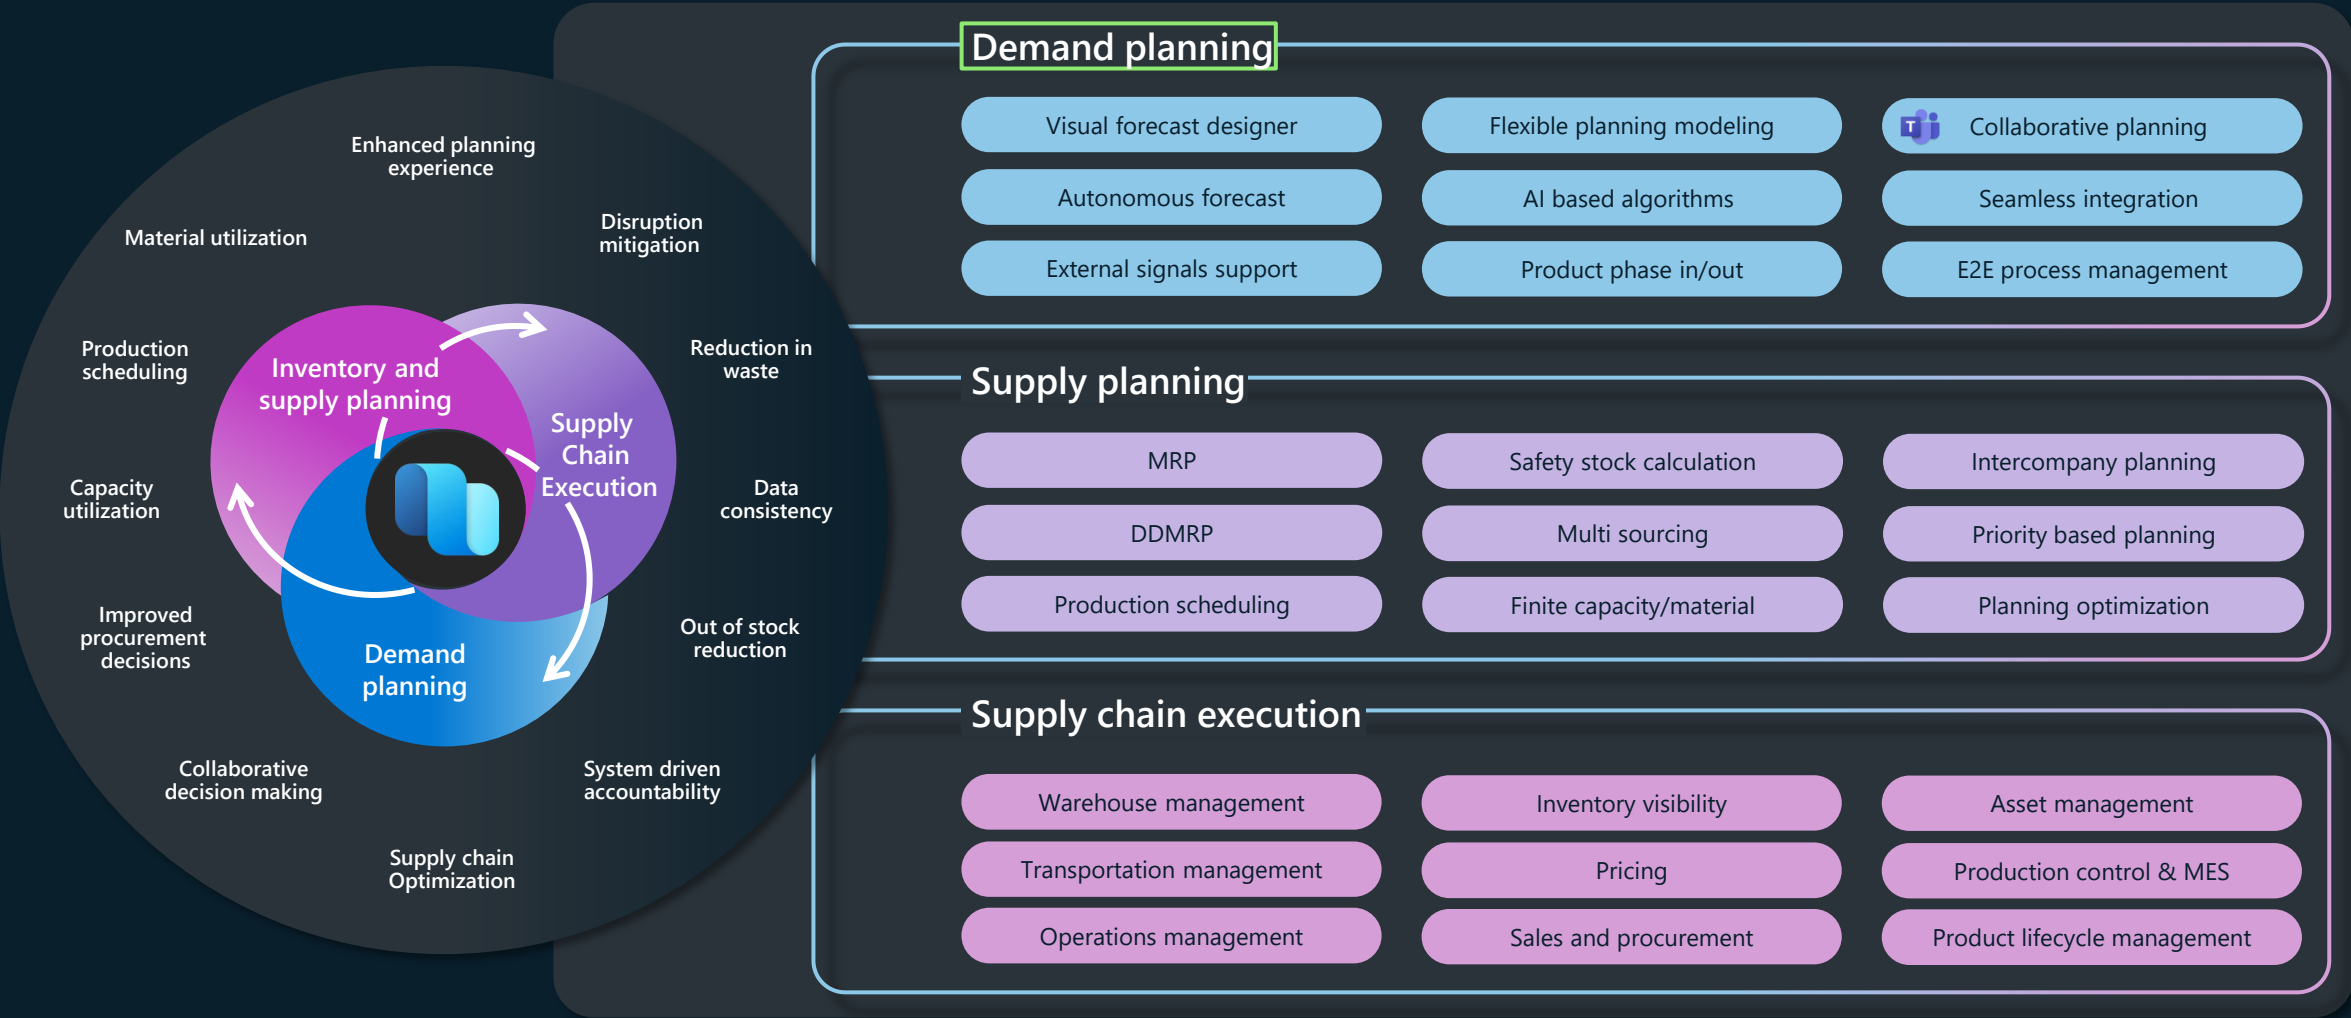 Enhanced planning
experience
Material utilization
Disruption
mitigation
Production
scheduling
Reduction in
waste
Inventory and
supply planning
Supply
Chain
Execution
Capacity
utilization
Data
consistency
Improved
procurement
decisions
Out of stock
reduction
Demand
planning
Collaborative
decision making
System driven
accountability
Supply chain
Optimization
Demand planning
Visual forecast designer
Flexible planning modeling
T
Collaborative planning
Autonomous forecast
AI based algorithms
Seamless integration
External signals support
Product phase in/out
E2E process management
Supply planning
MRP
Safety stock calculation
Intercompany planning
DDMRP
Multi sourcing
Priority based planning
Production scheduling
Finite capacity/material
Planning optimization
Supply chain execution
Warehouse management
Inventory visibility
Asset management
Transportation management
Pricing
Production control & MES
Operations management
Sales and procurement
Product lifecycle management